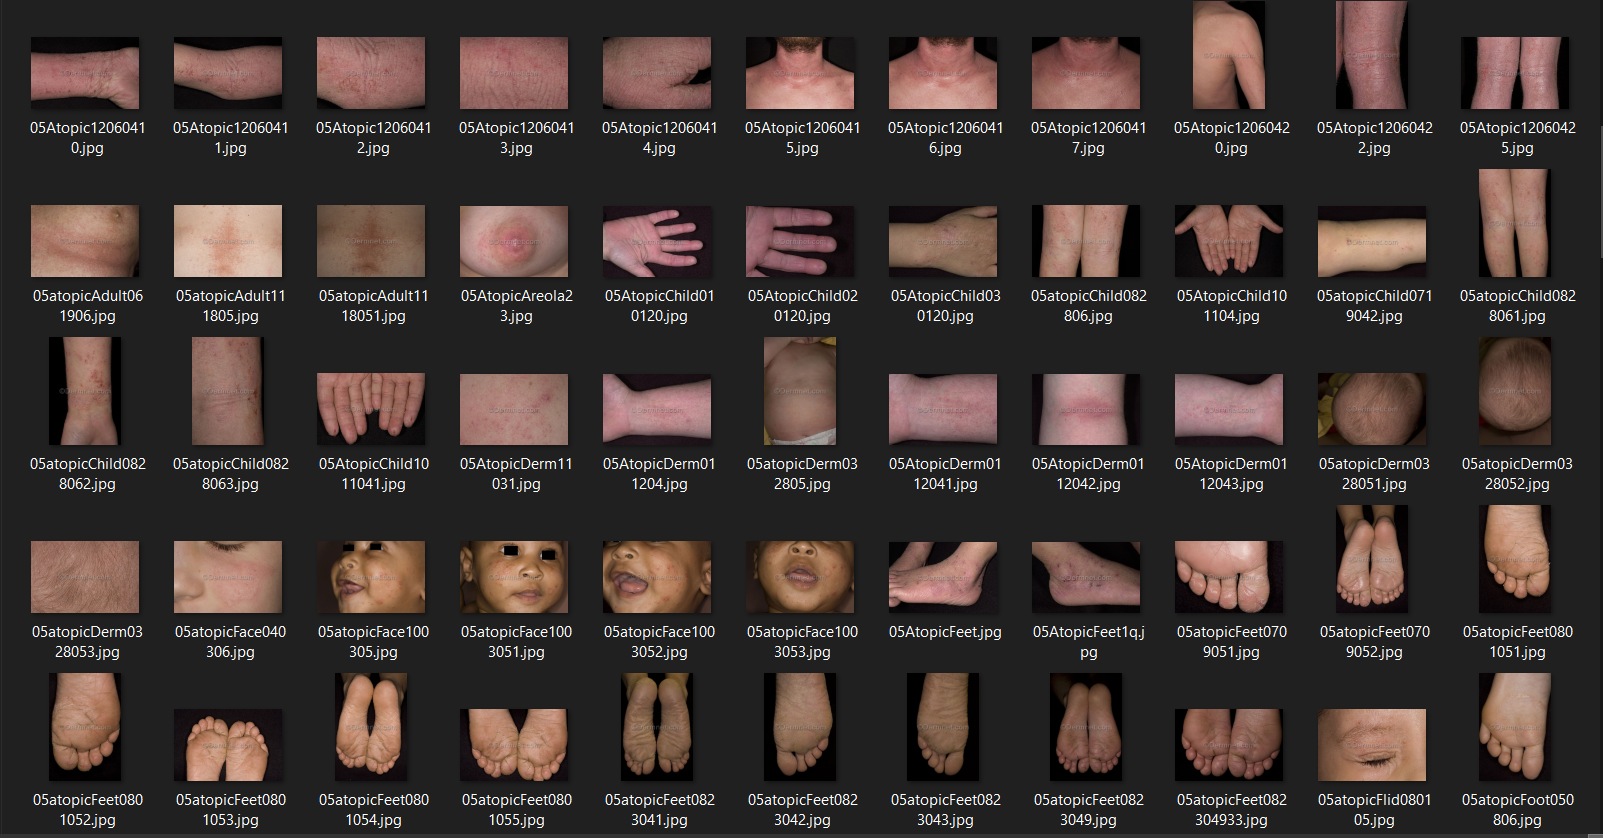 05Atopic1206041
0.jpg
05Atopic1206041
1.jpg
05Atopic1206041
2.jpg
05Atopic1206041
3.jpg
05Atopic1206041
4.jpg
05Atopic1206041
5.jpg
05Atopic1206041
6.jpg
05Atopic1206041
7.jpg
05Atopic1206042
0.jpg
05Atopic1206042
2.jpg
05Atopic1206042
5.jpg
05atopicAdult06
1906.jpg
05atopicAdult11
1805.jpg
05atopicAdult11
18051.jpg
05AtopicAreola2
3.jpg
05AtopicChild01
0120.jpg
05AtopicChild02
0120.jpg
05AtopicChild03
0120.jpg
05atopicChild082
806.jpg
05AtopicChild10
1104.jpg
05atopicChild071
9042.jpg
05atopicChild082
8061.jpg
05atopicChild082
8062.jpg
05atopicChild082
8063.jpg
05AtopicChild10
11041.jpg
05AtopicDerm11
031.jpg
05AtopicDerm01
1204.jpg
05atopicDerm03
2805.jpg
05AtopicDerm01
12041.jpg
05AtopicDerm01
12042.jpg
05AtopicDerm01
12043.jpg
05atopicDerm03
28051.jpg
05atopicDerm03
28052.jpg
05atopicDerm03
28053.jpg
05atopicFace040
306.jpg
05atopicFace100
305.jpg
05atopicFace100
3051.jpg
05atopicFace100
3052.jpg
05atopicFace100
3053.jpg
05AtopicFeet.jpg
05AtopicFeet1q.j
pg
05atopicFeet070
9051.jpg
05atopicFeet070
9052.jpg
05atopicFeet080
1051.jpg
05atopicFeet080
1052.jpg
05atopicFeet080
1053.jpg
05atopicFeet080
1054.jpg
05atopicFeet080
1055.jpg
05atopicFeet082
3041.jpg
05atopicFeet082
3042.jpg
05atopicFeet082
3043.jpg
05atopicFeet082
3049.jpg
05atopicFeet082
304933.jpg
05atopicFlid0801
05.jpg
05atopicFoot050
806.jpg